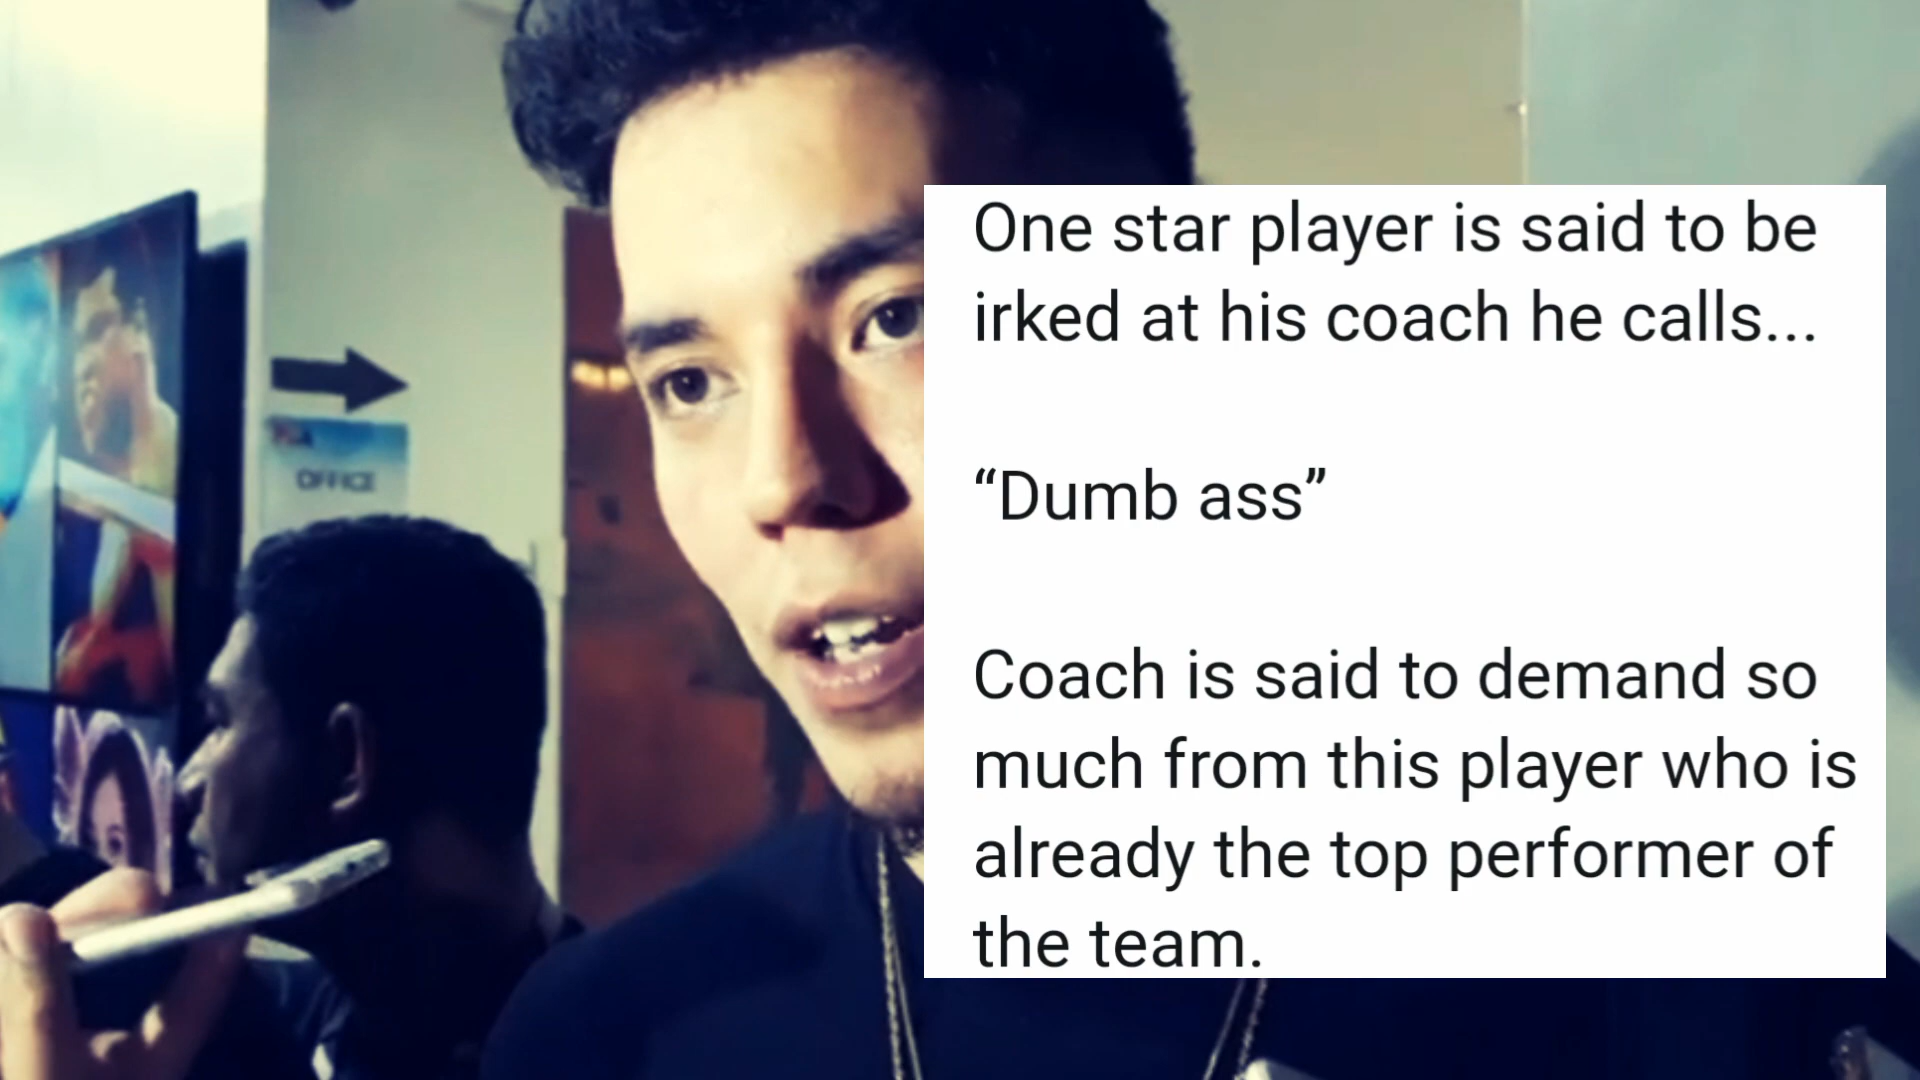 One star player is said to be
irked at his coach he calls...
“Dumb ass”
Coach is said to demand so
much from this player who is
already the top performer of
the team.
OFFICE